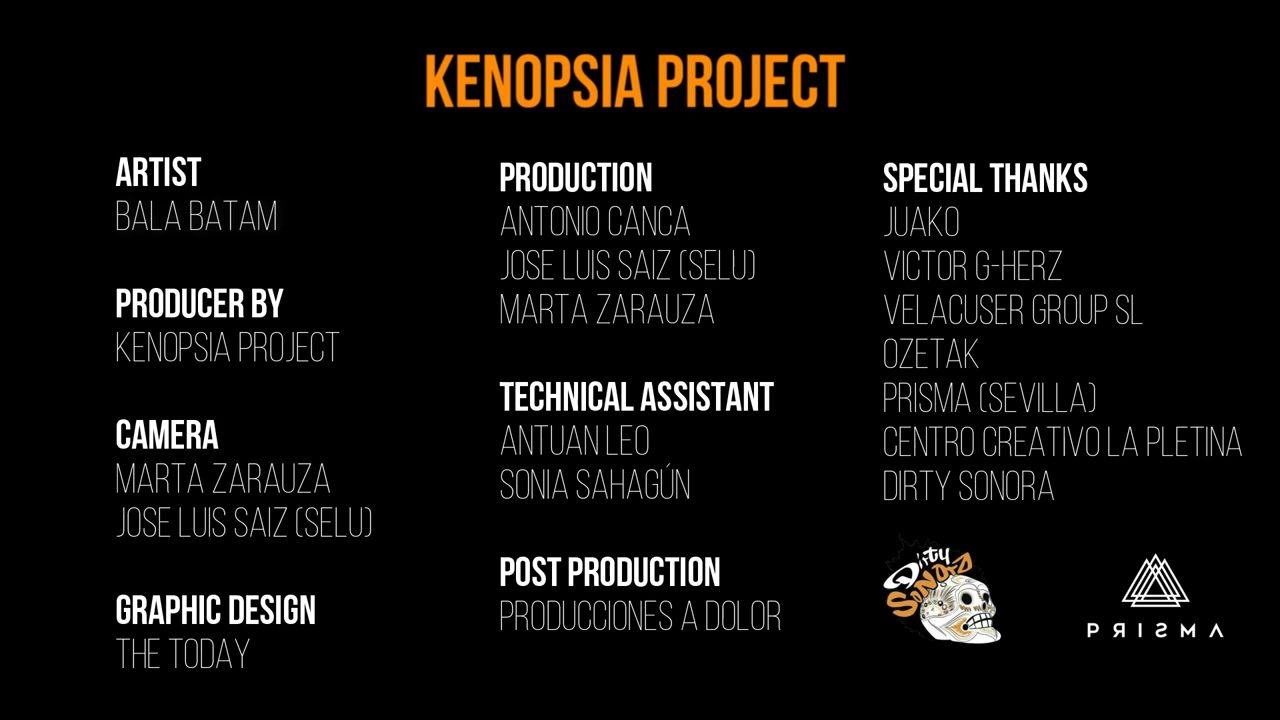 KENOPSIA PROJECT
ARTIST
BALA BATAM
PRODUCER BY
KENOPSIA PROJECT
CAMERA
MARTA ZARAUZA
JOSE LUIS SAIZ (SELU)
GRAPHIC DESIGN
THE TODAY
PRODUCTION
ANTONIO CANCA
JOSE LUIS SAIZ (SELU)
MARTA ZARAUZA
TECHNICAL ASSISTANT
ANTUAN LEO
SONIA SAHAGÚN
POST PRODUCTION
PRODUCCIONES A DOLOR
SPECIAL THANKS
JUAKO
VICTOR G-HERZ
VELACUSER GROUP SL
OZETAK
PRISMA (SEVILLA)
CENTRO CREATIVO LA PLETINA
DIRTY SONORA
Dirty
SONORA
PRISMA